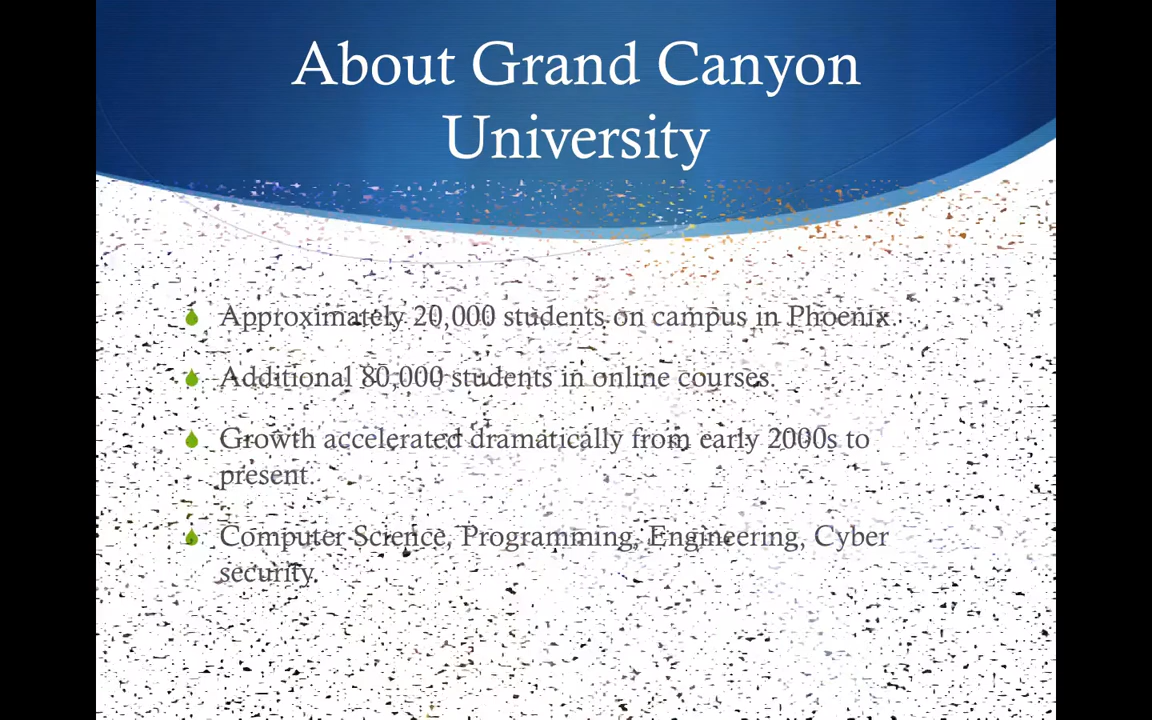 About Grand Canyon
University
Approximately 20,000 students on campus in Phoenix.
Additional 80,000 students in online courses.
Growth accelerated dramatically from early 2000s to
present.
Computer Science, Programming, Engineering, Cyber
security.